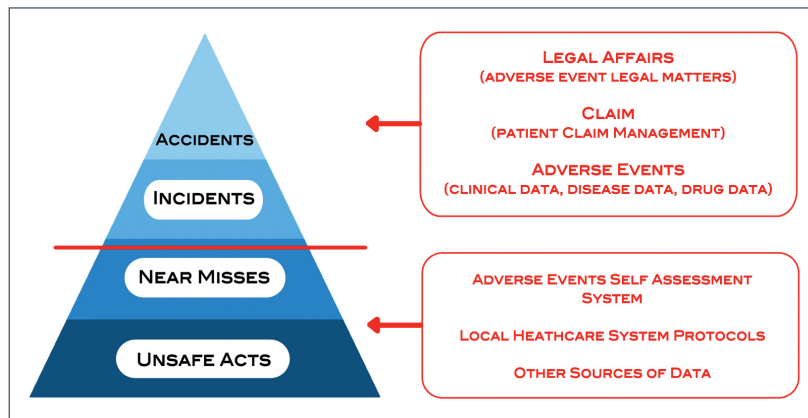 Accidents
Incidents
Near Misses
Unsafe Acts
Legal Affairs
(adverse event legal matters)
Claim
(patient Claim Management)
Adverse Events
(clinical data, disease data, drug data)
Adverse Events Self Assessment
System
Local Heathcare System Protocols
Other Sources of Data